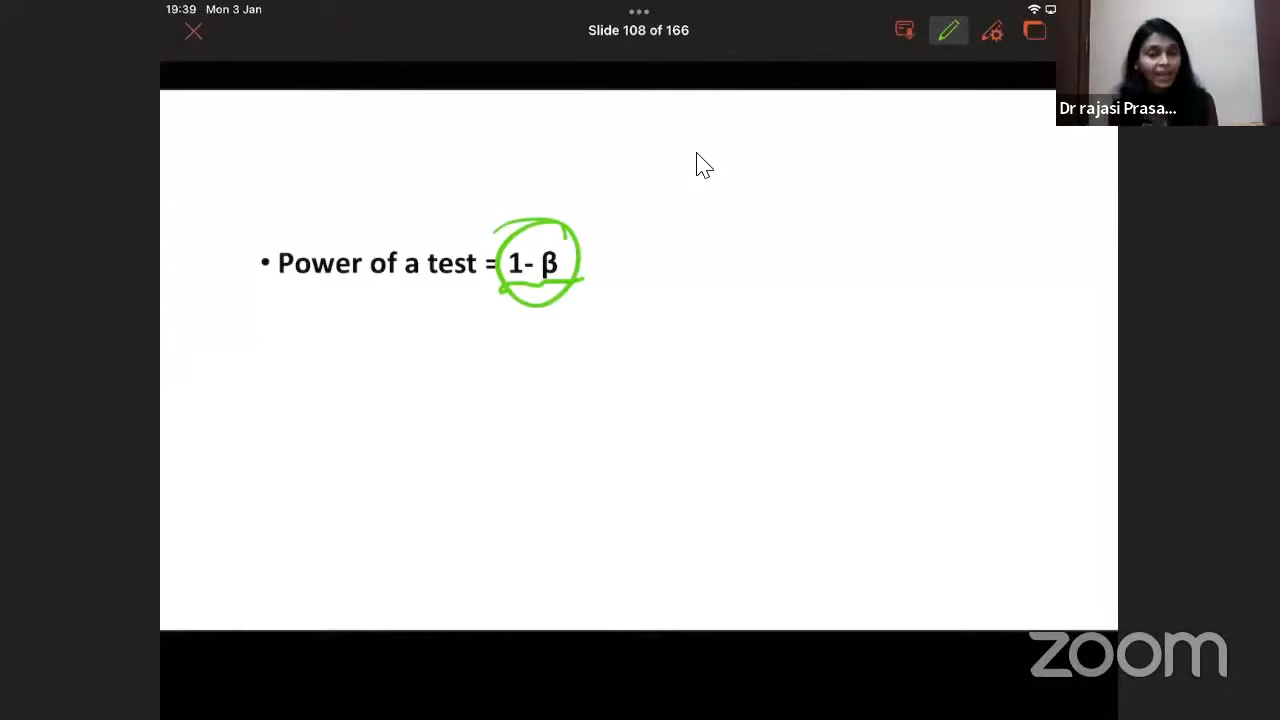 19:39 Mon 3 Jan
Slide 108 of 166
Dr rajasi Prasa...
• Power of a test = 1- β
zoom